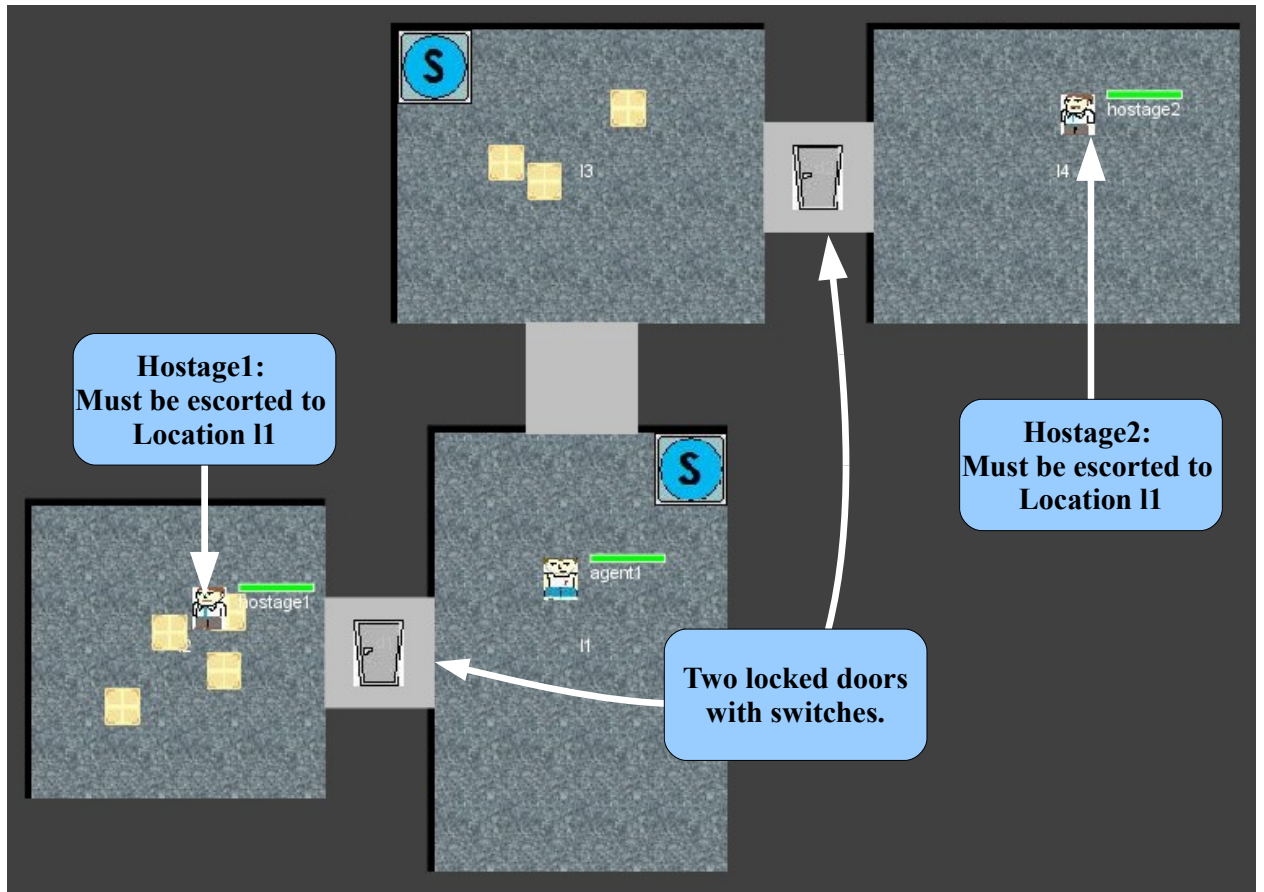 S
hostage2
l3
l4
Hostage1:
Must be escorted to
Location l1
Hostage2:
Must be escorted to
Location l1
S
agent1
hostage1
l2
l1
Two locked doors
with switches.